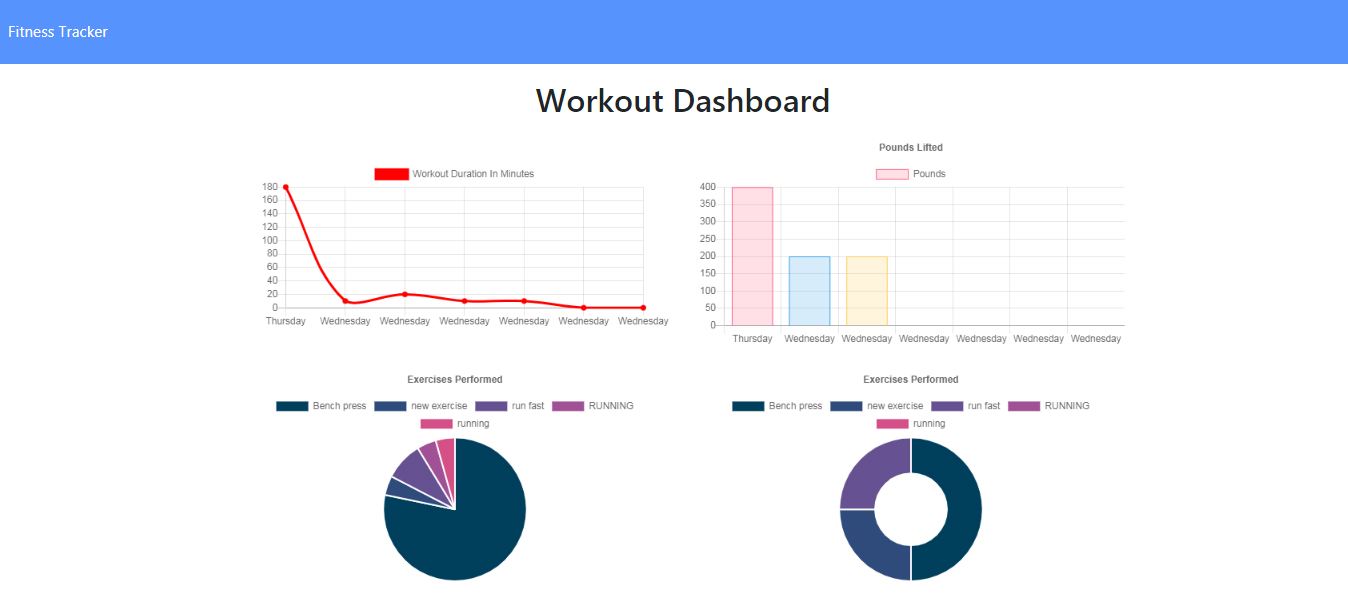 Fitness Tracker
Workout Dashboard
Workout Duration In Minutes
180
160
140
120
100
80
60
40
20
0
Thursday Wednesday Wednesday Wednesday Wednesday Wednesday Wednesday
Pounds Lifted
Pounds
400
350
300
250
200
150
100
50
0
Thursday Wednesday Wednesday Wednesday Wednesday Wednesday Wednesday
Exercises Performed
Bench press new exercise run fast RUNNING
running
Exercises Performed
Bench press new exercise run fast RUNNING
running